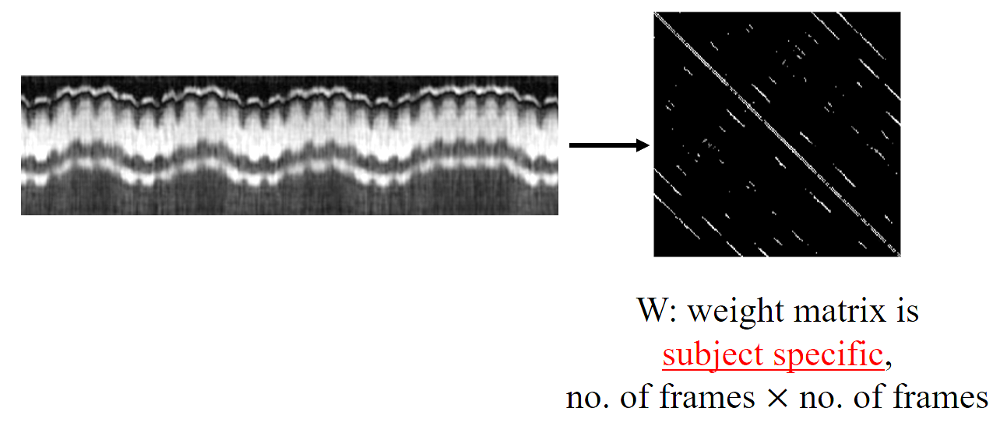 W: weight matrix is
subject specific,
no. of frames × no. of frames